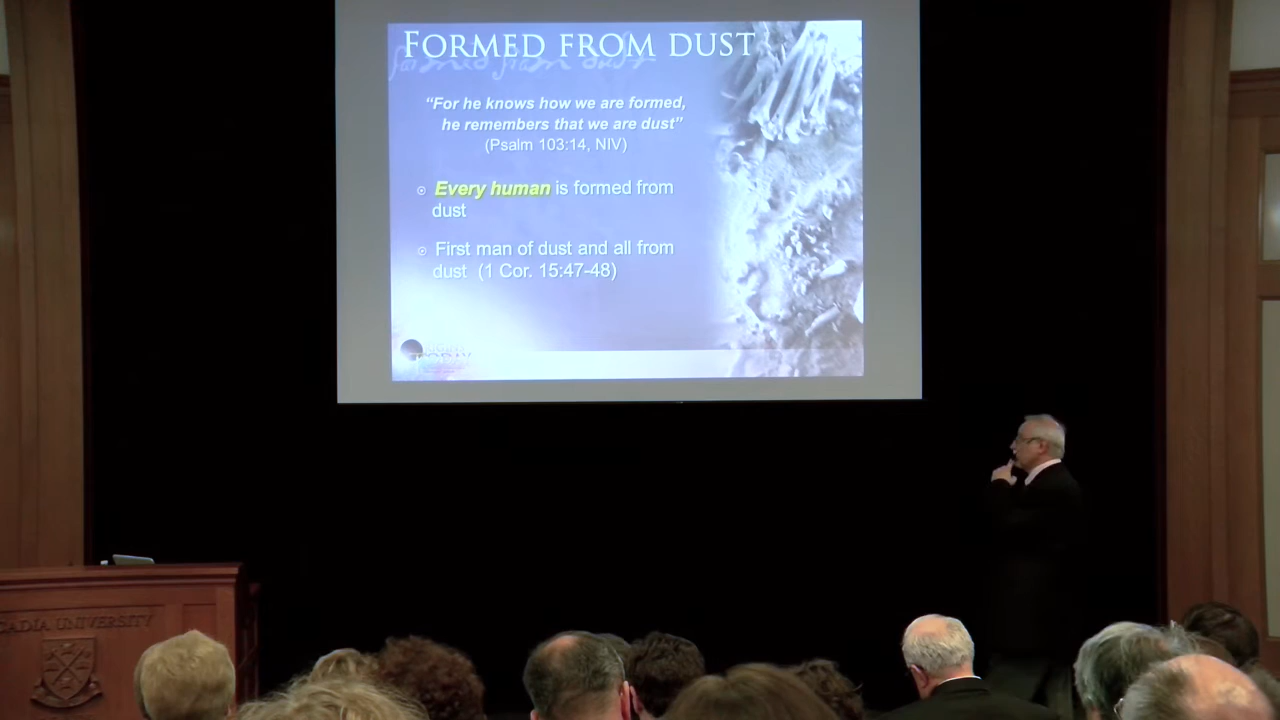 FORMED FROM DUST
“For he knows how we are formed,
he remembers that we are dust”
(Psalm 103:14, NIV)
Every human is formed from
dust
First man of dust and all from
dust (1 Cor. 15:47-48)
TODAY
CADIA UNIVERSITY